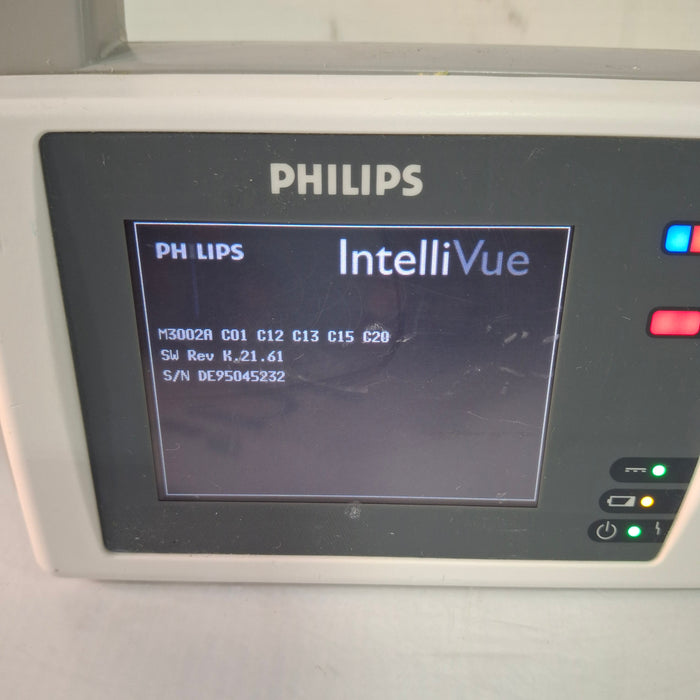 PHILIPS
PHILIPS IntelliVue
M3002A C01 C12 C13 C15 C20
SW Rev K.21.61
S/N DE95045232